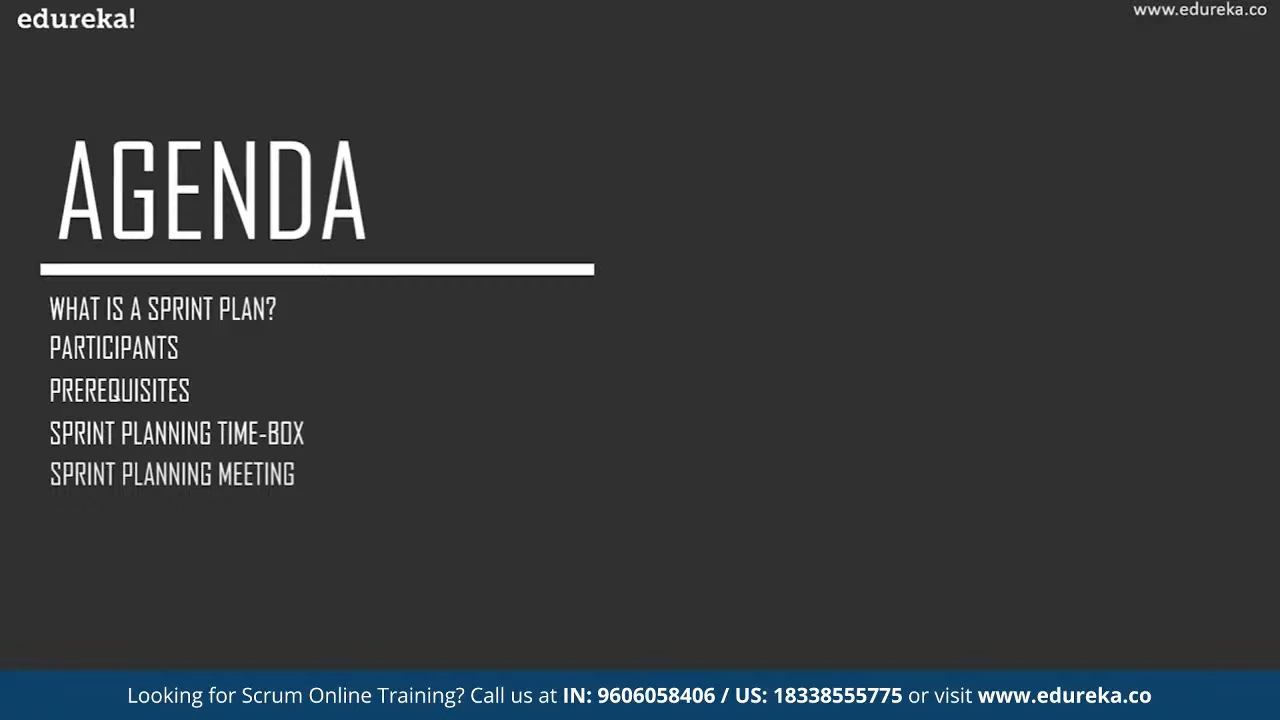 edureka!
www.edureka.co
AGENDA
WHAT IS A SPRINT PLAN?
PARTICIPANTS
PREREQUISITES
SPRINT PLANNING TIME-BOX
SPRINT PLANNING MEETING
Looking for Scrum Online Training? Call us at IN: 9606058406 / US: 18338555775 or visit www.edureka.co